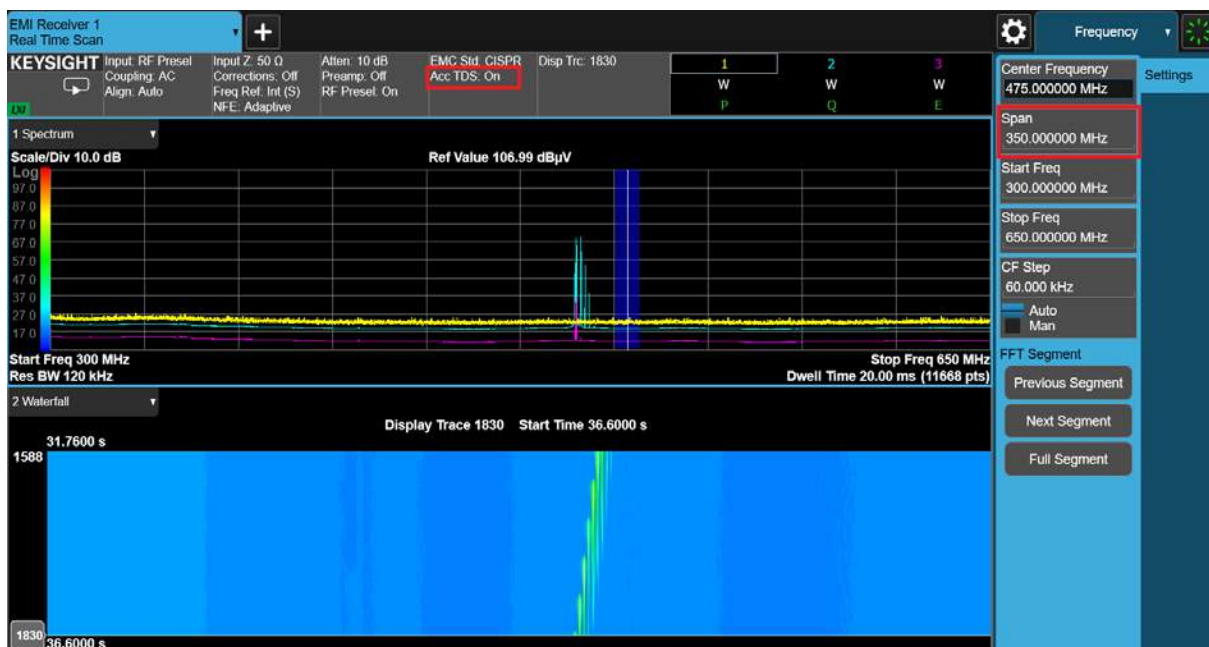 EMI Receiver 1
Real Time Scan
+
Frequency
KEYSIGHT
Input: RF Presel
Coupling: AC
Align: Auto
Input Z: 50 Ω
Corrections: Off
Freq Ref: Int (S)
NFE: Adaptive
Atten: 10 dB
Preamp: Off
RF Presel: On
EMC Std: CISPR
Acc TDS: On
Disp Trc: 1830
1 2 3
W W W
P Q E
LXI
Center Frequency
475.000000 MHz
Settings
Span
350.000000 MHz
Start Freq
300.000000 MHz
Stop Freq
650.000000 MHz
CF Step
60.000 kHz
Auto
Man
FFT Segment
Previous Segment
Next Segment
Full Segment
1 Spectrum
Scale/Div 10.0 dB
Ref Value 106.99 dBµV
Log
97.0
87.0
77.0
67.0
57.0
47.0
37.0
27.0
17.0
Start Freq 300 MHz
Stop Freq 650 MHz
Res BW 120 kHz
Dwell Time 20.00 ms (11668 pts)
2 Waterfall
Display Trace 1830 Start Time 36.6000 s
31.7600 s
1588
1830
36.6000 s